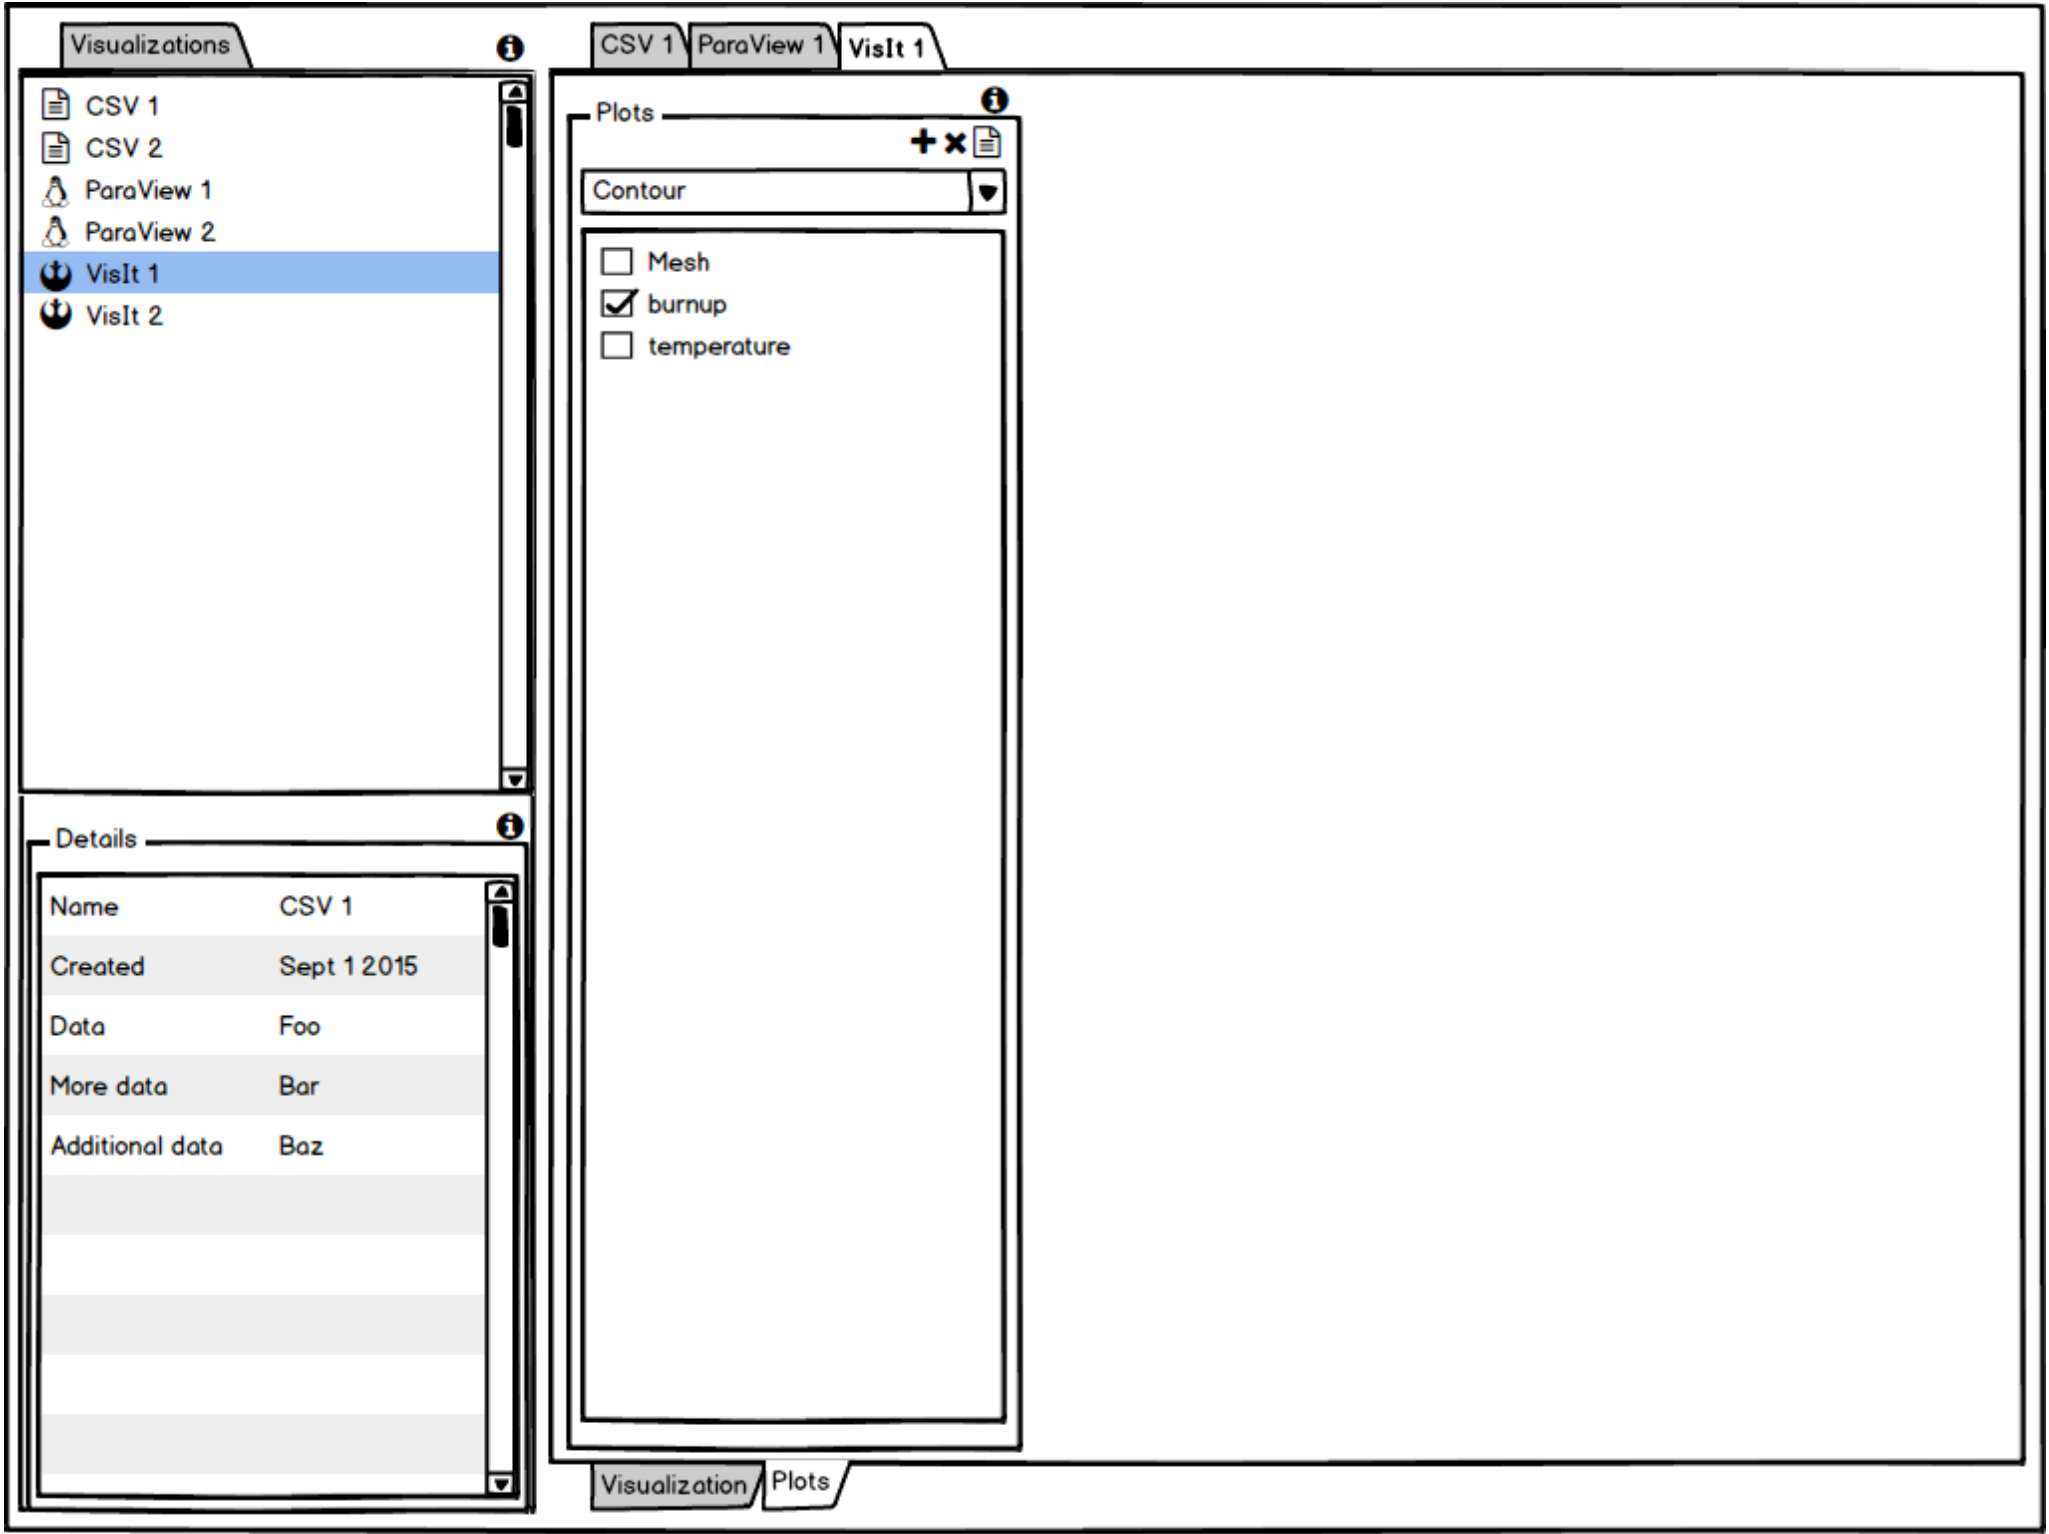 Visualizations
CSV 1
CSV 2
ParaView 1
ParaView 2
VisIt 1
VisIt 2
Details
Name CSV 1
Created Sept 1 2015
Data Foo
More data Bar
Additional data Baz
CSV 1 ParaView 1 VisIt 1
Plots
Contour
Mesh
burnup
temperature
Visualization Plots